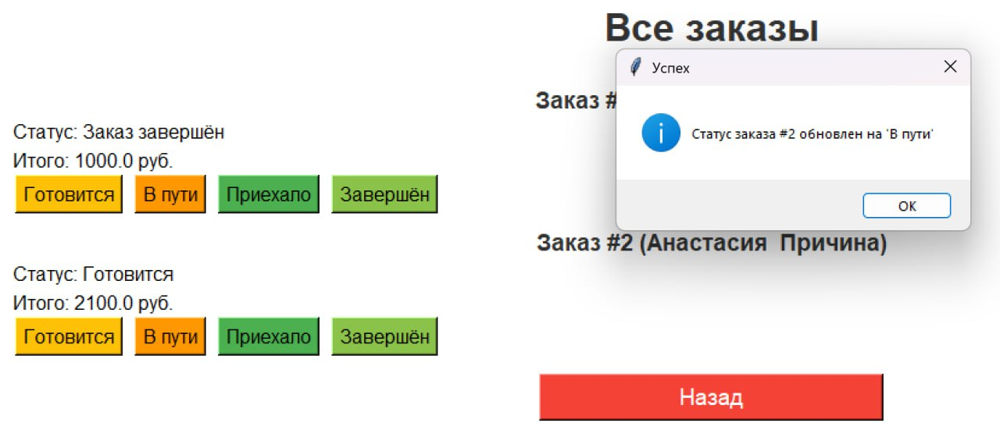 Все заказы
Успех
Заказ #
Статус заказа #2 обновлен на 'В пути'
OK
Статус: Заказ завершён
Итого: 1000.0 руб.
Готовится В пути Приехало Завершён
Заказ #2 (Анастасия Причина)
Статус: Готовится
Итого: 2100.0 руб.
Готовится В пути Приехало Завершён
Назад